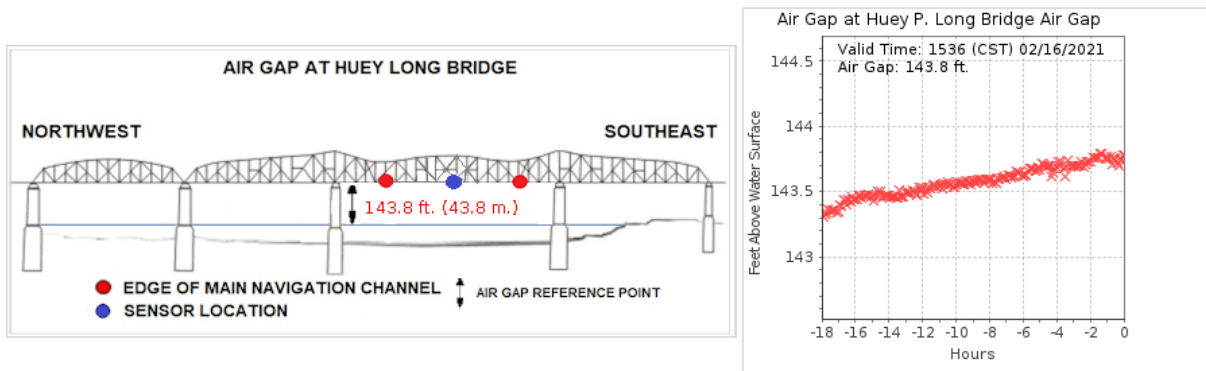 AIR GAP AT HUEY LONG BRIDGE
NORTHWEST
SOUTHEAST
143.8 ft. (43.8 m.)
EDGE OF MAIN NAVIGATION CHANNEL
AIR GAP REFERENCE POINT
SENSOR LOCATION
Air Gap at Huey P. Long Bridge Air Gap
Valid Time: 1536 (CST) 02/16/2021
Air Gap: 143.8 ft.
Feet Above Water Surface
144.5
144
143.5
143
-18 -16 -14 -12 -10 -8 -6 -4 -2 0
Hours